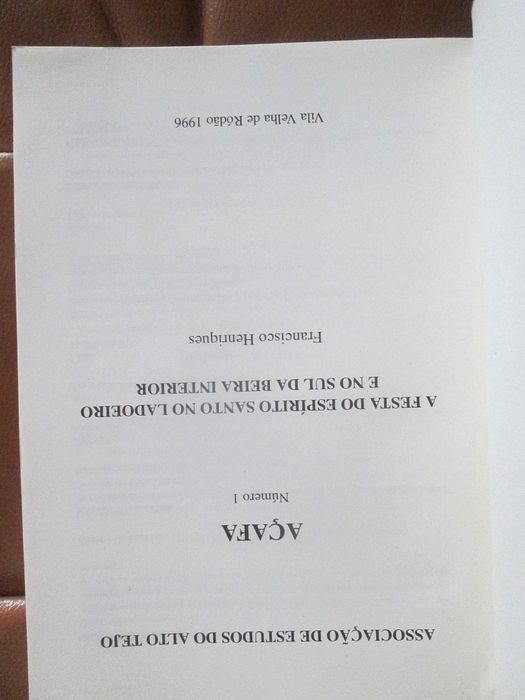 ASSOCIAÇÃO DE ESTUDOS DO ALTO TEJO
AÇAFA
Número 1
A FESTA DO ESPÍRITO SANTO NO LADOEIRO
E NO SUL DA BEIRA INTERIOR
Francisco Henriques
Vila Velha de Ródão 1996